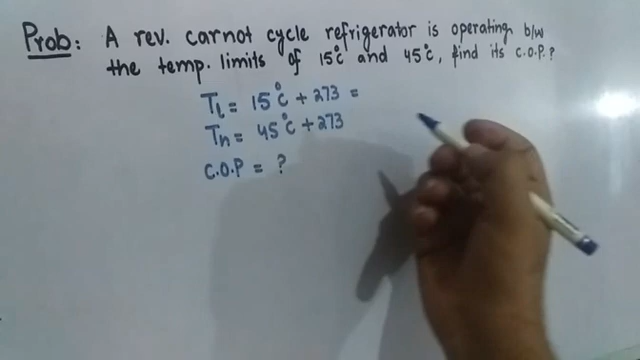 Prob: A rev. carnot cycle refrigerator is operating b/w
the temp. limits of 15°C and 45°C, find its C.O.P.?
TL = 15°C + 273 =
TH = 45°C + 273
C.O.P = ?